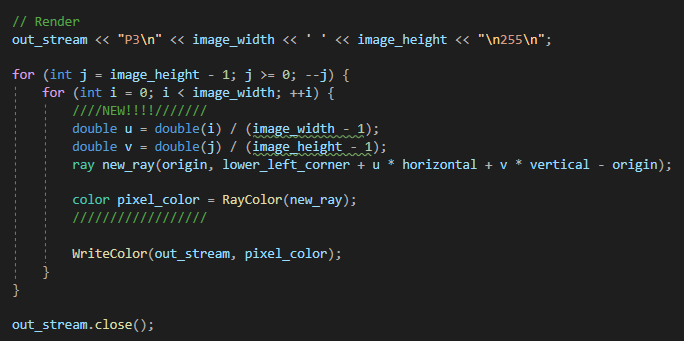 // Render
out_stream << "P3\n" << image_width << ' ' << image_height << "\n255\n";
for (int j = image_height - 1; j >= 0; --j) {
for (int i = 0; i < image_width; ++i) {
////NEW!!!!///////
double u = double(i) / (image_width - 1);
double v = double(j) / (image_height - 1);
ray new_ray(origin, lower_left_corner + u * horizontal + v * vertical - origin);
color pixel_color = RayColor(new_ray);
//////////////////
WriteColor(out_stream, pixel_color);
}
}
out_stream.close();